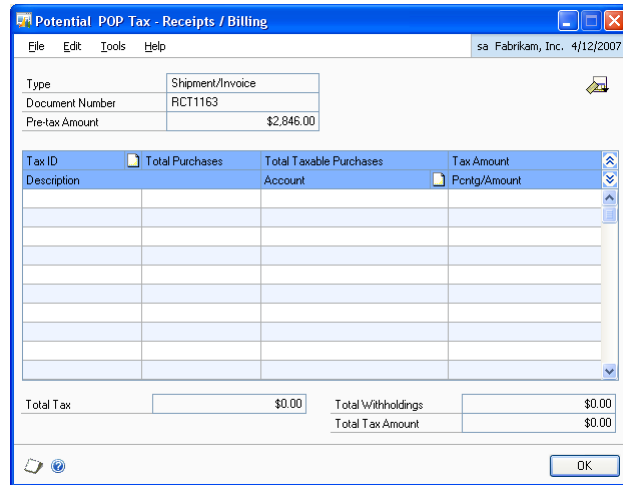 Potential POP Tax - Receipts / Billing
File Edit Tools Help sa Fabrikam, Inc. 4/12/2007
Type Shipment/Invoice
Document Number RCT1163
Pre-tax Amount $2,846.00
Tax ID Total Purchases Total Taxable Purchases Tax Amount
Description Account Pcntg/Amount
Total Tax $0.00 Total Withholdings $0.00
Total Tax Amount $0.00
OK